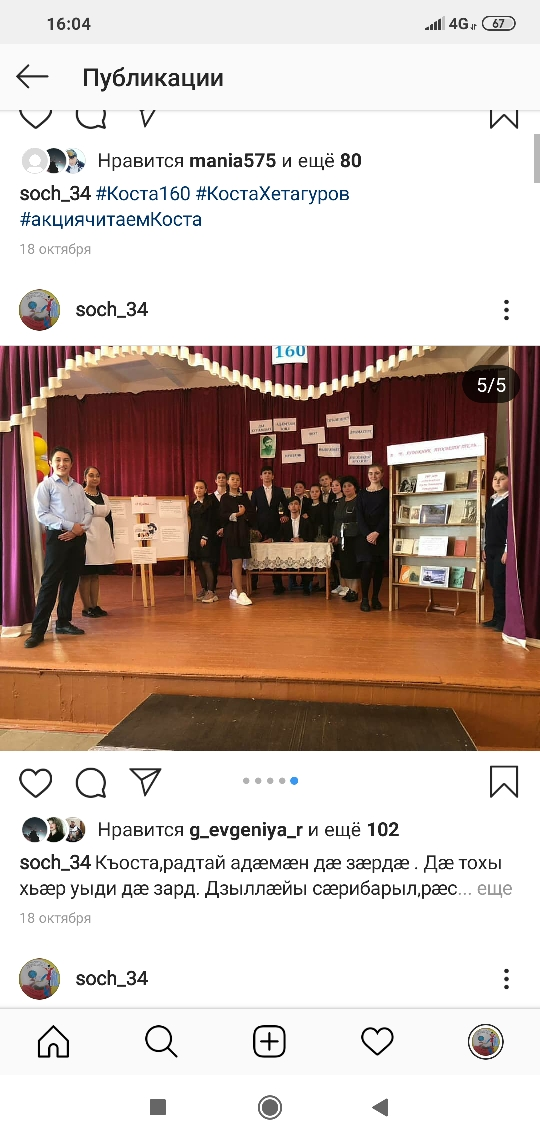 16:04
4G
67
Публикации
Нравится mania575 и ещё 80
soch_34 #Коста160 #КостаХетагуров
#акциячитаемКоста
18 октября
soch_34
160
5/5
Нравится g_evgeniya_r и ещё 102
soch_34 Къоста,радтай адæмæн дæ зæрдæ . Дæ тохы
хьæр уыди дæ зард. Дзыллæйы сæрибарыл,рæс... еще
18 октября
soch_34